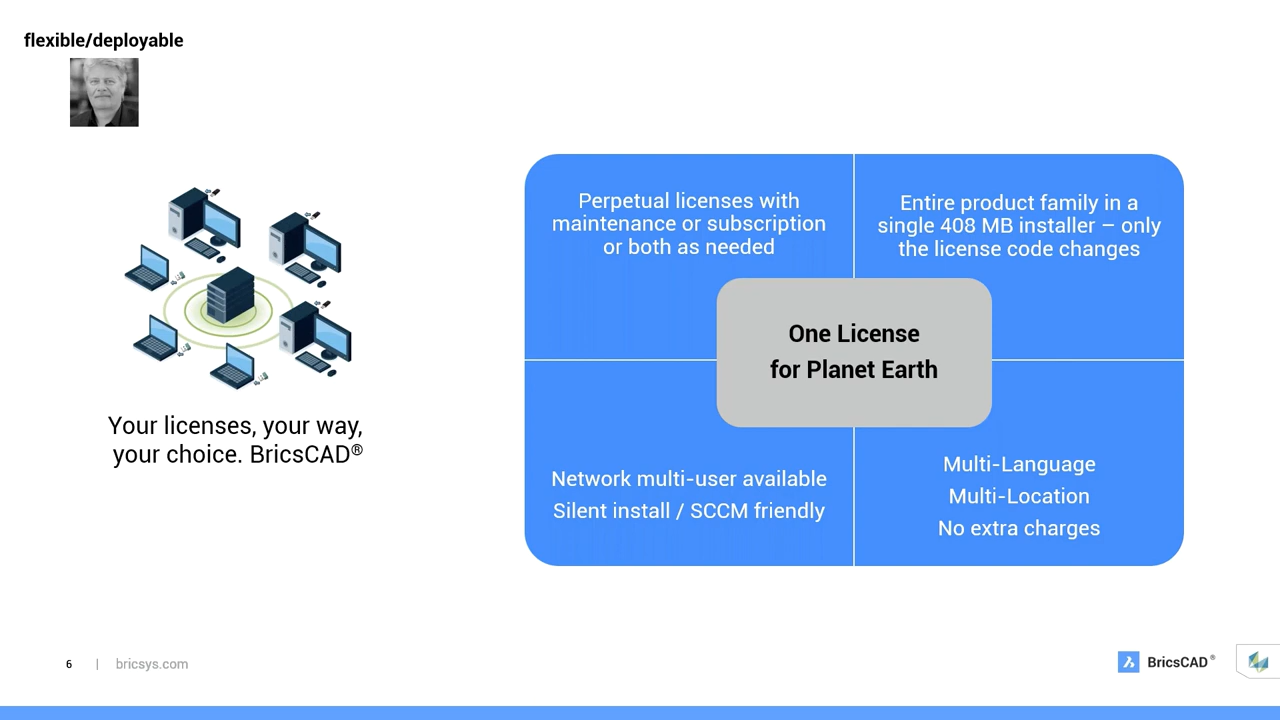 flexible/deployable
Perpetual licenses with
maintenance or subscription
or both as needed
Entire product family in a
single 408 MB installer – only
the license code changes
One License
for Planet Earth
Your licenses, your way,
your choice. BricsCAD®
Network multi-user available
Silent install / SCCM friendly
Multi-Language
Multi-Location
No extra charges
6 | bricsys.com
BricsCAD®